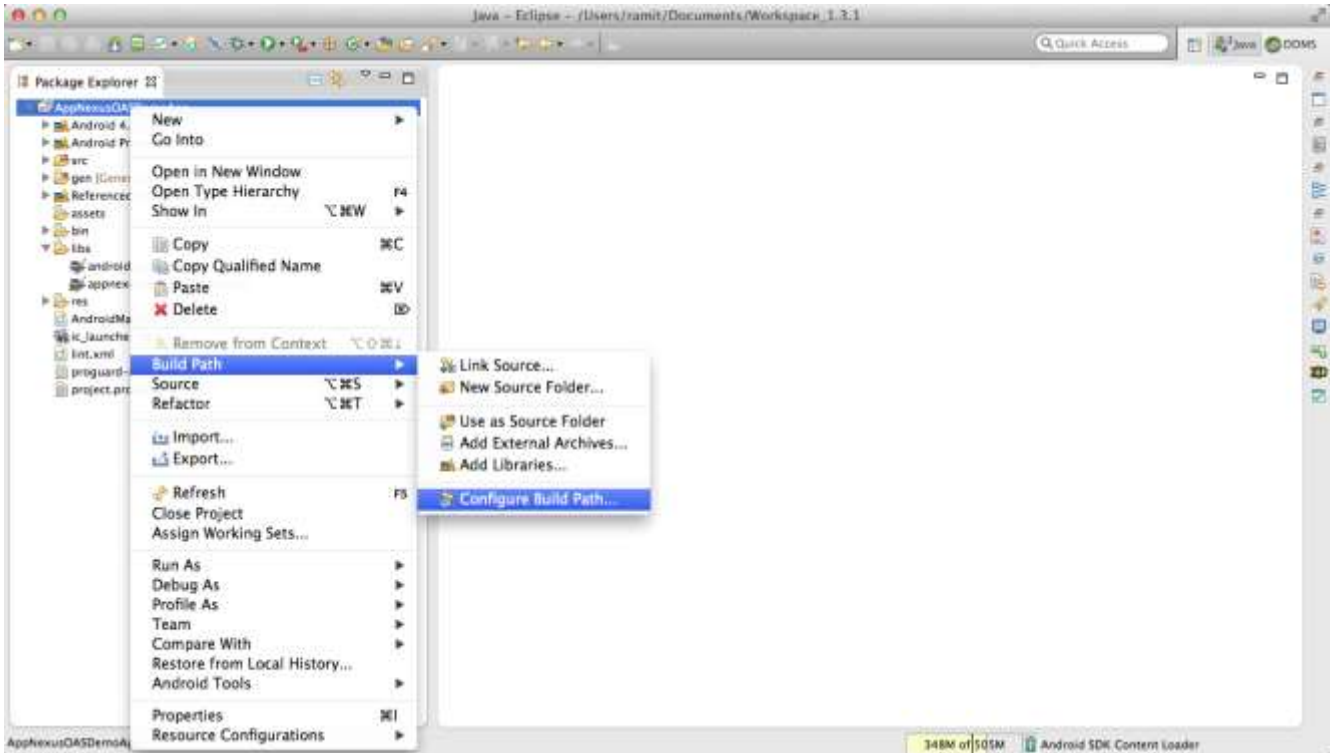 Java - Eclipse - /Users/ramit/Documents/Workspace_1.3.1
Quick Access
Java
DDMS
Package Explorer
AppNexusOASDemoApp
Android 4.
Android Pr
src
gen [Gener
Referenced
assets
bin
libs
android
appnex
res
AndroidMa
ic_launche
lint.xml
proguard-
project.pro
New
Go Into
Open in New Window
Open Type Hierarchy F4
Show In ⌥⌘W
Copy ⌘C
Copy Qualified Name
Paste ⌘V
Delete ⌦
Remove from Context ⌥⇧⌘↓
Build Path
Source ⌥⌘S
Refactor ⌥⌘T
Import...
Export...
Refresh F5
Close Project
Assign Working Sets...
Run As
Debug As
Profile As
Team
Compare With
Restore from Local History...
Android Tools
Properties ⌘I
Resource Configurations
Link Source...
New Source Folder...
Use as Source Folder
Add External Archives...
Add Libraries...
Configure Build Path...
AppNexusOASDemoA
348M of 505M
Android SDK Content Loader